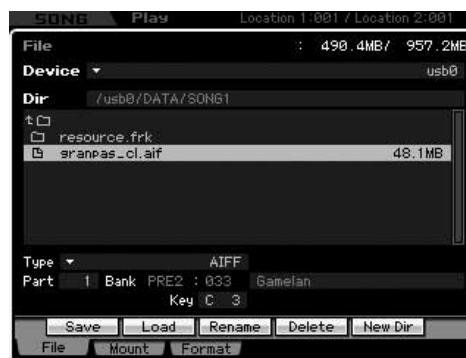 SONG Play Location 1:001 / Location 2:001
File : 490.4MB/ 957.2MB
Device usb0
Dir /usb0/DATA/SONG1
resource.frk
granpas_cl.aif 48.1MB
Type AIFF
Part 1 Bank PRE2 : 033 Gamelan
Key C 3
Save Load Rename Delete New Dir
File Mount Format